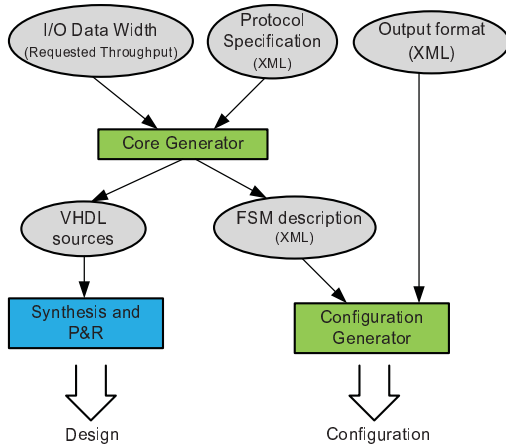 I/O Data Width
(Requested Throughput)
Protocol
Specification
(XML)
Output format
(XML)
Core Generator
VHDL
sources
FSM description
(XML)
Synthesis and
P&R
Configuration
Generator
Design
Configuration